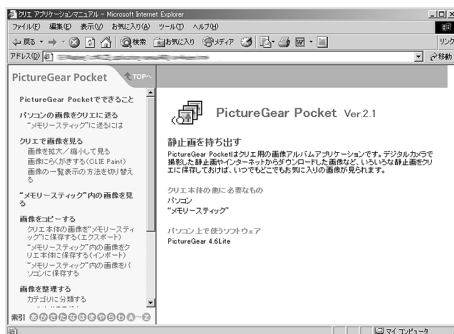 クリエ アプリケーションマニュアル - Microsoft Internet Explorer
ファイル(F) 編集(E) 表示(V) お気に入り(A) ツール(T) ヘルプ(H)
戻る 検索 お気に入り メディア リンク
アドレス(D) 移動
PictureGear Pocket TOPへ
PictureGear Pocketでできること
パソコンの画像をクリエに送る
“メモリースティック”に送るには
クリエで画像を見る
画像を拡大／縮小して見る
画像にらくがきする(CLIE Paint)
画像の一覧表示の方法を切り替え
る
“メモリースティック”内の画像を見
る
画像をコピーする
クリエ本体の画像を“メモリースティ
ック”に保存する(エクスポート)
“メモリースティック”内の画像をク
リエ本体に保存する(インポート)
“メモリースティック”内の画像をパ
ソコンに保存する
画像を整理する
カテゴリに分類する
索引 あ か さ た な は ま や ら わ A-Z
PictureGear Pocket Ver.2.1
静止画を持ち出す
PictureGear Pocketはクリエ用の画像アルバムアプリケーションです。デジタルカメラで
撮影した静止画やインターネットからダウンロードした画像など、いろいろな静止画をクリ
エに保存しておけば、いつでもどこでもお気に入りの画像が見られます。
クリエ本体の他に必要なもの
パソコン
“メモリースティック”
パソコン上で使うソフトウェア
PictureGear 4.6Lite
マイ コンピュータ